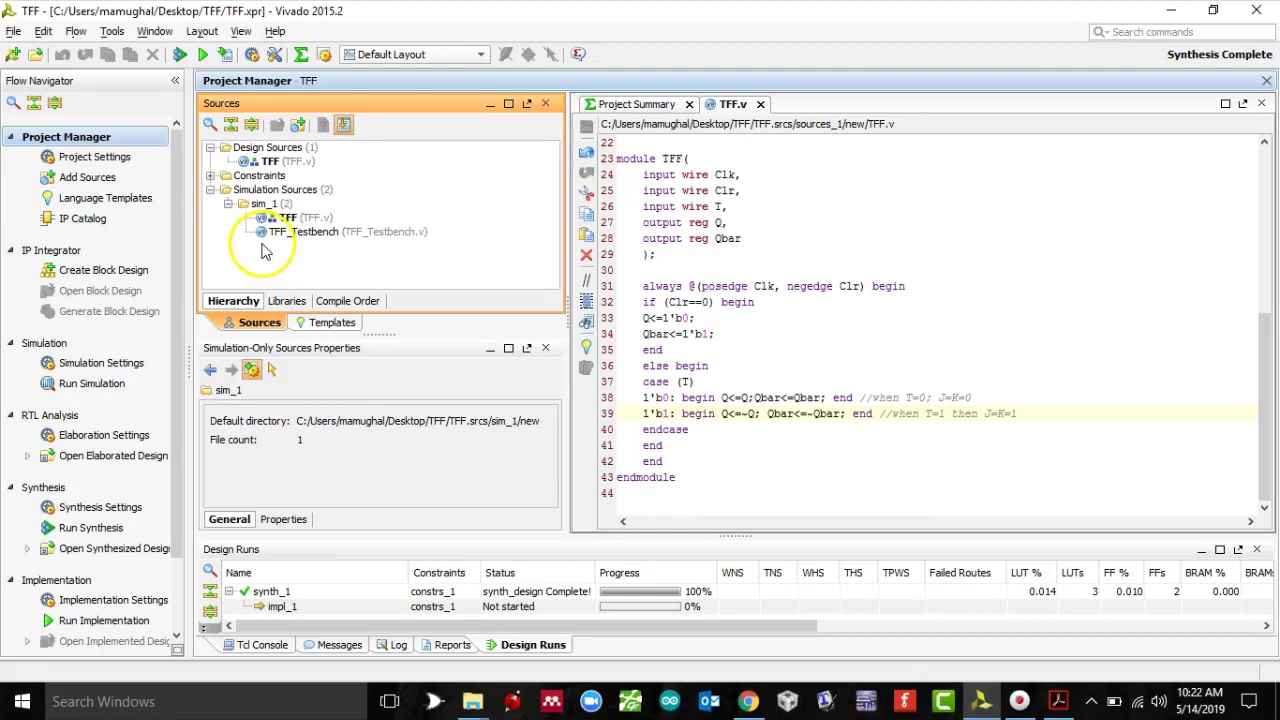 TFF - [C:/Users/mamughal/Desktop/TFF/TFF.xpr] - Vivado 2015.2
File Edit Flow Tools Window Layout View Help
Search commands
Default Layout
Synthesis Complete
Flow Navigator
Project Manager
Project Settings
Add Sources
Language Templates
IP Catalog
IP Integrator
Create Block Design
Open Block Design
Generate Block Design
Simulation
Simulation Settings
Run Simulation
RTL Analysis
Elaboration Settings
Open Elaborated Design
Synthesis
Synthesis Settings
Run Synthesis
Open Synthesized Desig
Implementation
Implementation Settings
Run Implementation
Open Implemented Desig
Project Manager - TFF
Sources
Design Sources (1)
TFF (TFF.v)
Constraints
Simulation Sources (2)
sim_1 (2)
TFF (TFF.v)
TFF_Testbench (TFF_Testbench.v)
Hierarchy Libraries Compile Order
Sources Templates
Simulation-Only Sources Properties
sim_1
Default directory: C:/Users/mamughal/Desktop/TFF/TFF.srcs/sim_1/new
File count: 1
General Properties
Project Summary TFF.v
C:/Users/mamughal/Desktop/TFF/TFF.srcs/sources_1/new/TFF.v
22
23 module TFF(
24 input wire Clk,
25 input wire Clr,
26 input wire T,
27 output reg Q,
28 output reg Qbar
29 );
30
31 always @(posedge Clk, negedge Clr) begin
32 if (Clr==0) begin
33 Q<=1'b0;
34 Qbar<=1'b1;
35 end
36 else begin
37 case (T)
38 1'b0: begin Q<=Q;Qbar<=Qbar; end //when T=0; J=K=0
39 1'b1: begin Q<=~Q; Qbar<=~Qbar; end //when T=1 then J=K=1
40 endcase
41 end
42 end
43 endmodule
44
Design Runs
Name Constraints Status Progress WNS TNS WHS THS TPWS Failed Routes LUT % LUTs FF % FFs BRAM % BRAM
synth_1 constrs_1 synth_design Complete! 100% 0.014 3 0.010 2 0.000
impl_1 constrs_1 Not started 0%
Tcl Console Messages Log Reports Design Runs
Search Windows
10:22 AM
5/14/2019